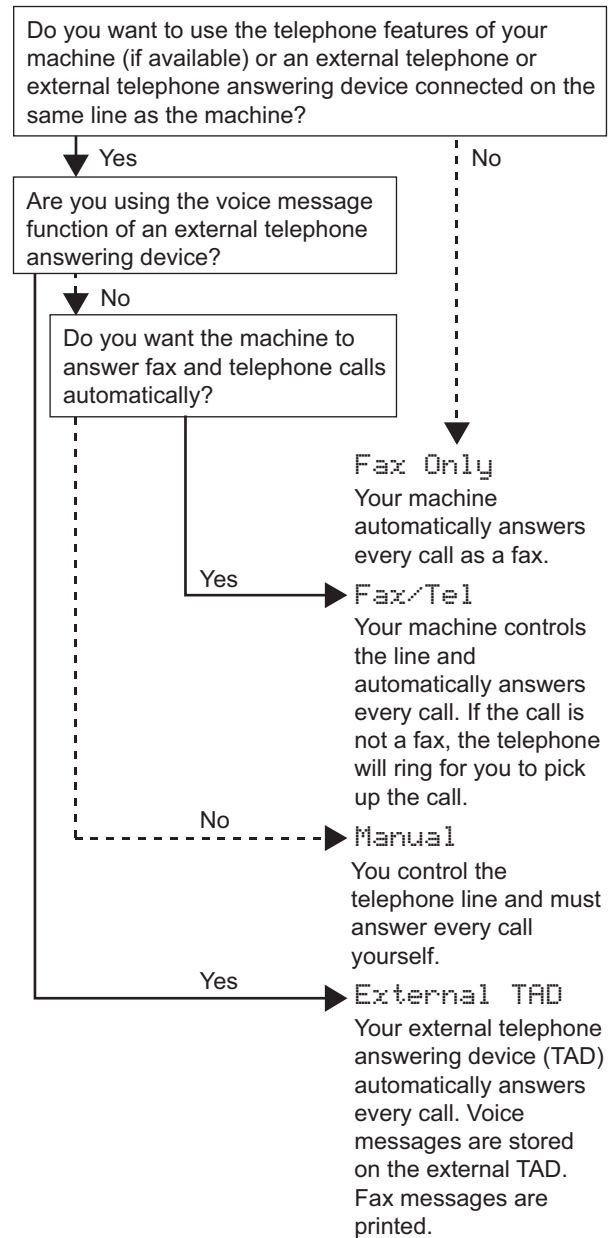 Do you want to use the telephone features of your
machine (if available) or an external telephone or
external telephone answering device connected on the
same line as the machine?
Yes
No
Are you using the voice message
function of an external telephone
answering device?
No
Do you want the machine to
answer fax and telephone calls
automatically?
Fax Only
Your machine
automatically answers
every call as a fax.
Yes
Fax/Tel
Your machine controls
the line and
automatically answers
every call. If the call is
not a fax, the telephone
will ring for you to pick
up the call.
No
Manual
You control the
telephone line and must
answer every call
yourself.
Yes
External TAD
Your external telephone
answering device (TAD)
automatically answers
every call. Voice
messages are stored
on the external TAD.
Fax messages are
printed.